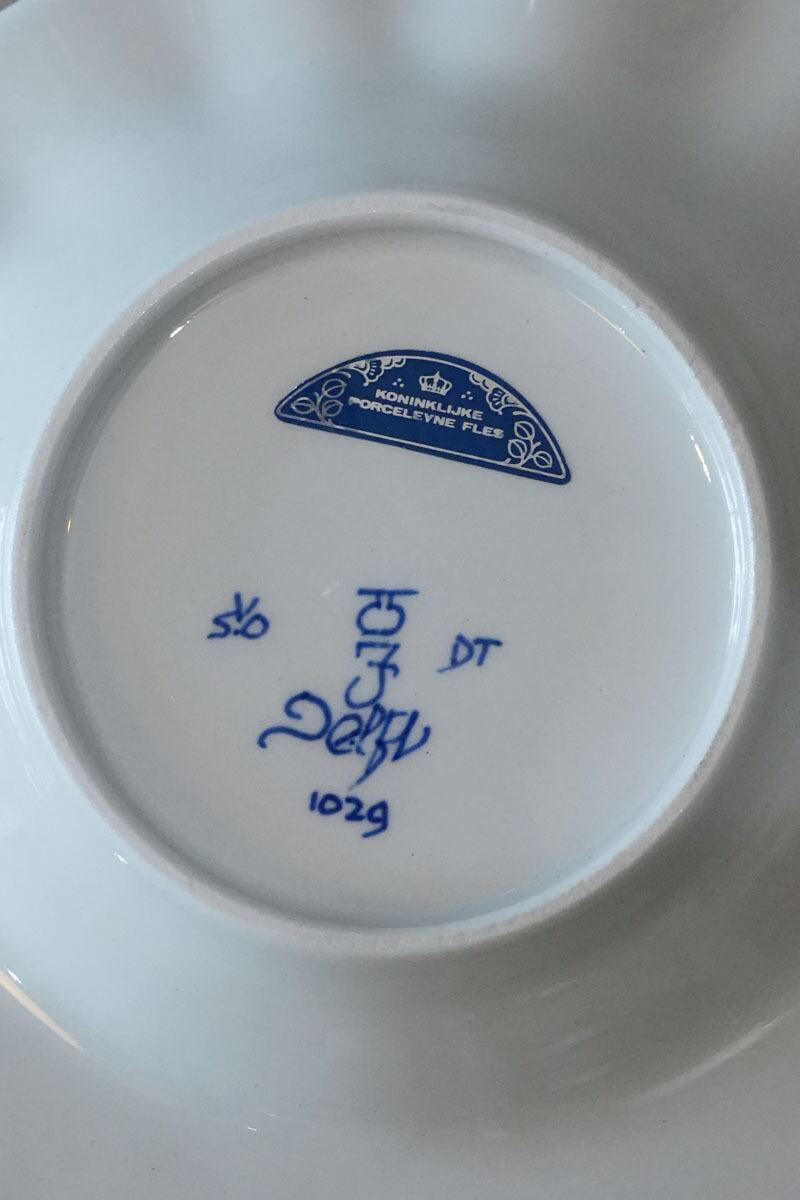 KONINKLIJKE
PORCELEYNE FLES
DT
Delft
1029